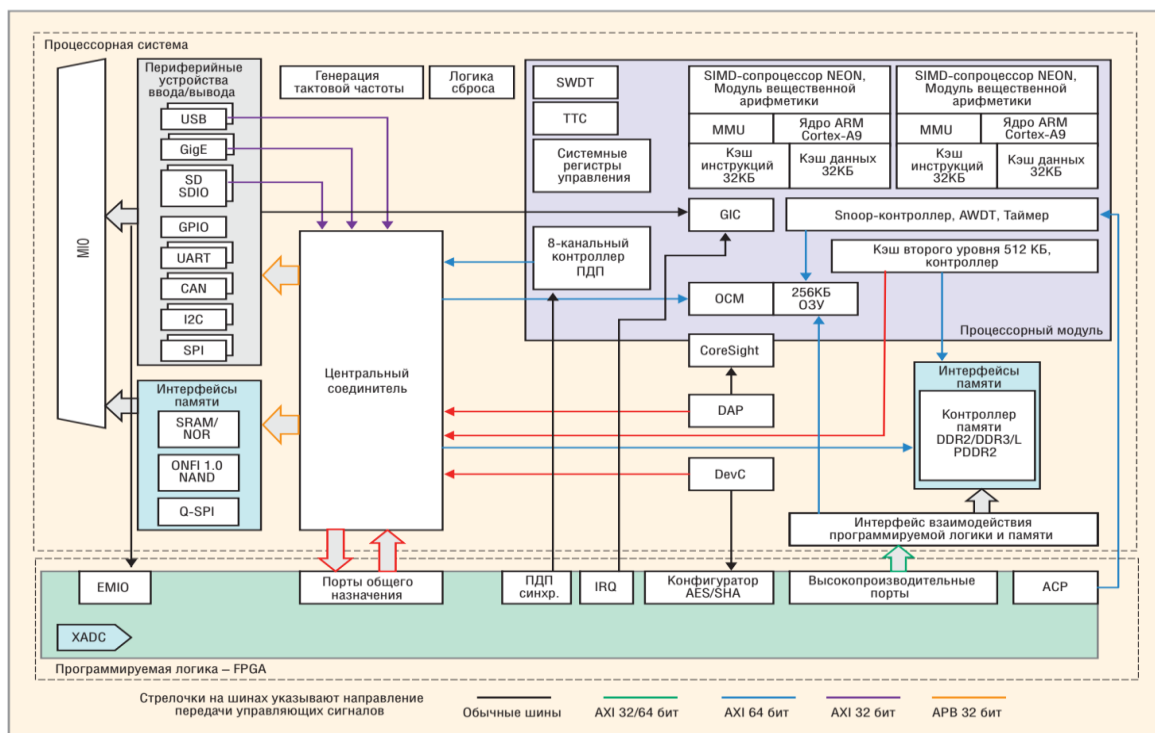 Процессорная система
Периферийные
устройства
ввода/вывода
USB
GigE
SD
SDIO
GPIO
UART
CAN
I2C
SPI
MIO
Интерфейсы
памяти
SRAM/
NOR
ONFI 1.0
NAND
Q-SPI
Генерация
тактовой частоты
Логика
сброса
Центральный
соединитель
SWDT
TTC
Системные
регистры
управления
8-канальный
контроллер
ПДП
SIMD-сопроцессор NEON,
Модуль вещественной
арифметики
MMU
Ядро ARM
Cortex-A9
Кэш
инструкций
32КБ
Кэш данных
32КБ
SIMD-сопроцессор NEON,
Модуль вещественной
арифметики
MMU
Ядро ARM
Cortex-A9
Кэш
инструкций
32КБ
Кэш данных
32КБ
GIC
Snoop-контроллер, AWDT, Таймер
Кэш второго уровня 512 КБ,
контроллер
OCM
256КБ
ОЗУ
Процессорный модуль
CoreSight
DAP
DevC
Интерфейсы
памяти
Контроллер
памяти
DDR2/DDR3/L
PDDR2
Интерфейс взаимодействия
программируемой логики и памяти
EMIO
Порты общего
назначения
ПДП
синхр.
IRQ
Конфигуратор
AES/SHA
Высокопроизводительные
порты
ACP
XADC
Программируемая логика – FPGA
Стрелочки на шинах указывают направление
передачи управляющих сигналов
Обычные шины
AXI 32/64 бит
AXI 64 бит
AXI 32 бит
APB 32 бит